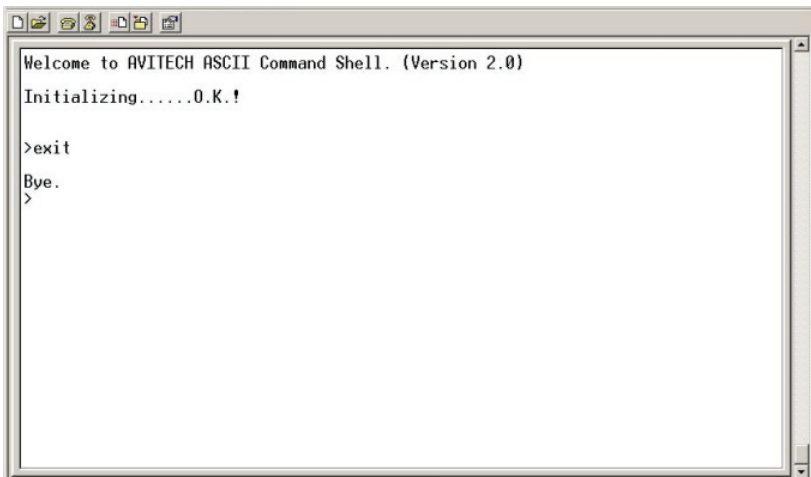 Welcome to AVITECH ASCII Command Shell. (Version 2.0)
Initializing......O.K.!
>exit
Bye.
>